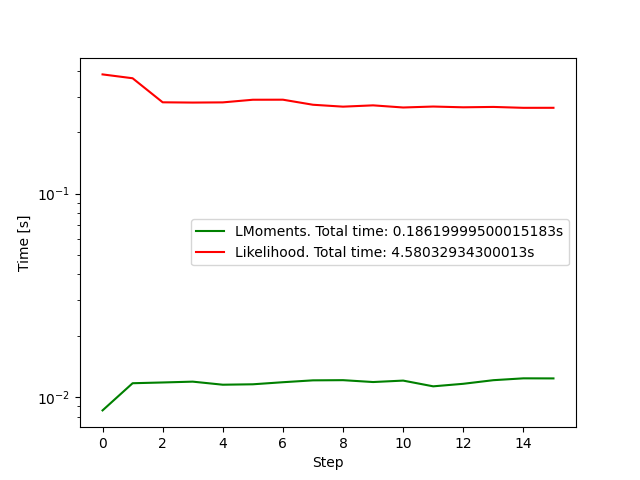 10⁻¹
10⁻²
Time [s]
LMoments. Total time: 0.18619999500015183s
Likelihood. Total time: 4.58032934300013s
0 2 4 6 8 10 12 14
Step